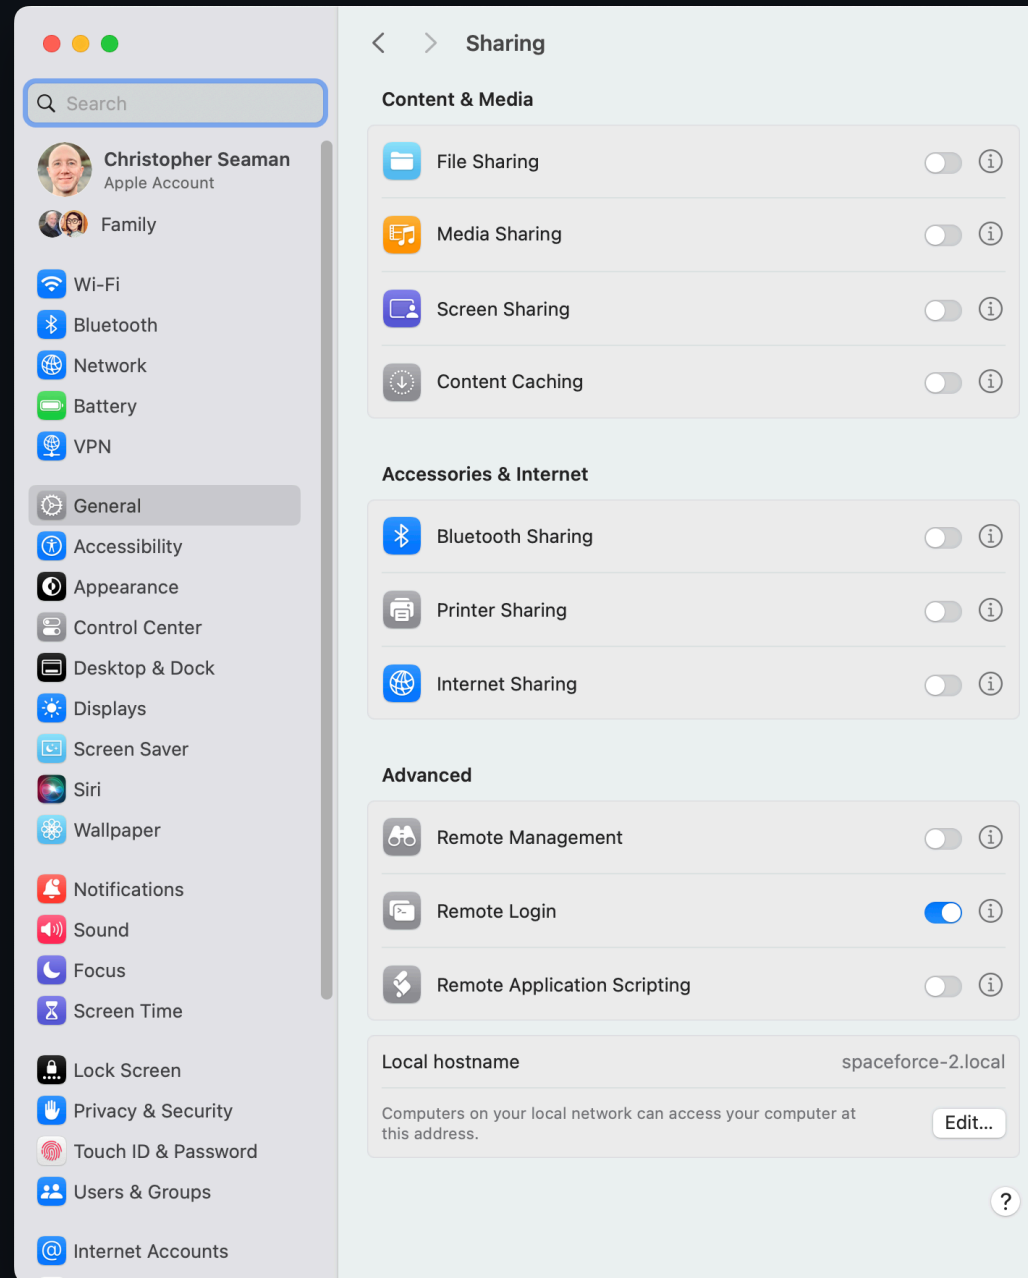 Sharing
Search
Christopher Seaman
Apple Account
Family
Wi-Fi
Bluetooth
Network
Battery
VPN
General
Accessibility
Appearance
Control Center
Desktop & Dock
Displays
Screen Saver
Siri
Wallpaper
Notifications
Sound
Focus
Screen Time
Lock Screen
Privacy & Security
Touch ID & Password
Users & Groups
Internet Accounts
Content & Media
File Sharing
Media Sharing
Screen Sharing
Content Caching
Accessories & Internet
Bluetooth Sharing
Printer Sharing
Internet Sharing
Advanced
Remote Management
Remote Login
Remote Application Scripting
Local hostname
spaceforce-2.local
Computers on your local network can access your computer at
this address.
Edit...
?